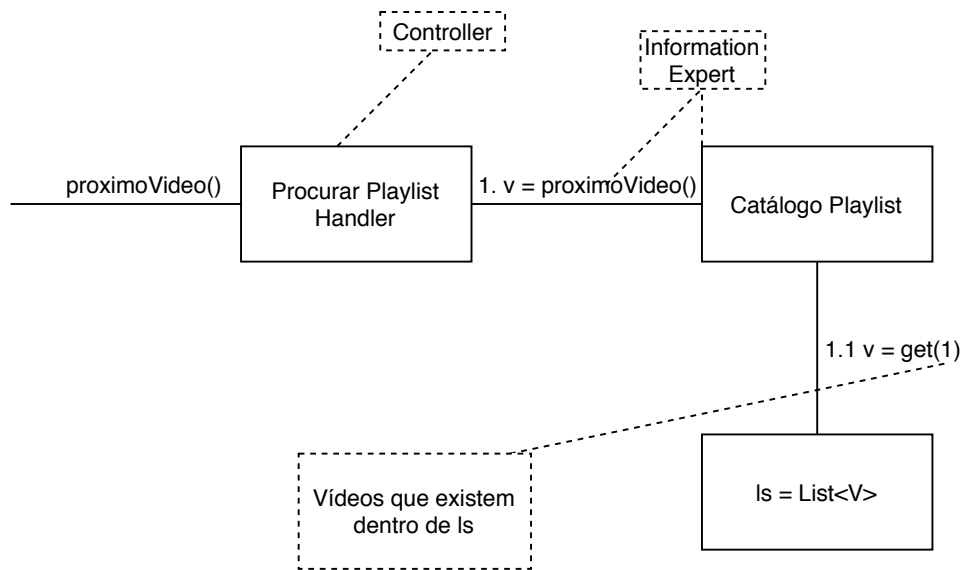 Controller
Information
Expert
proximoVideo()
Procurar Playlist
Handler
1. v = proximoVideo()
Catálogo Playlist
1.1 v = get(1)
Vídeos que existem
dentro de ls
ls = List<V>